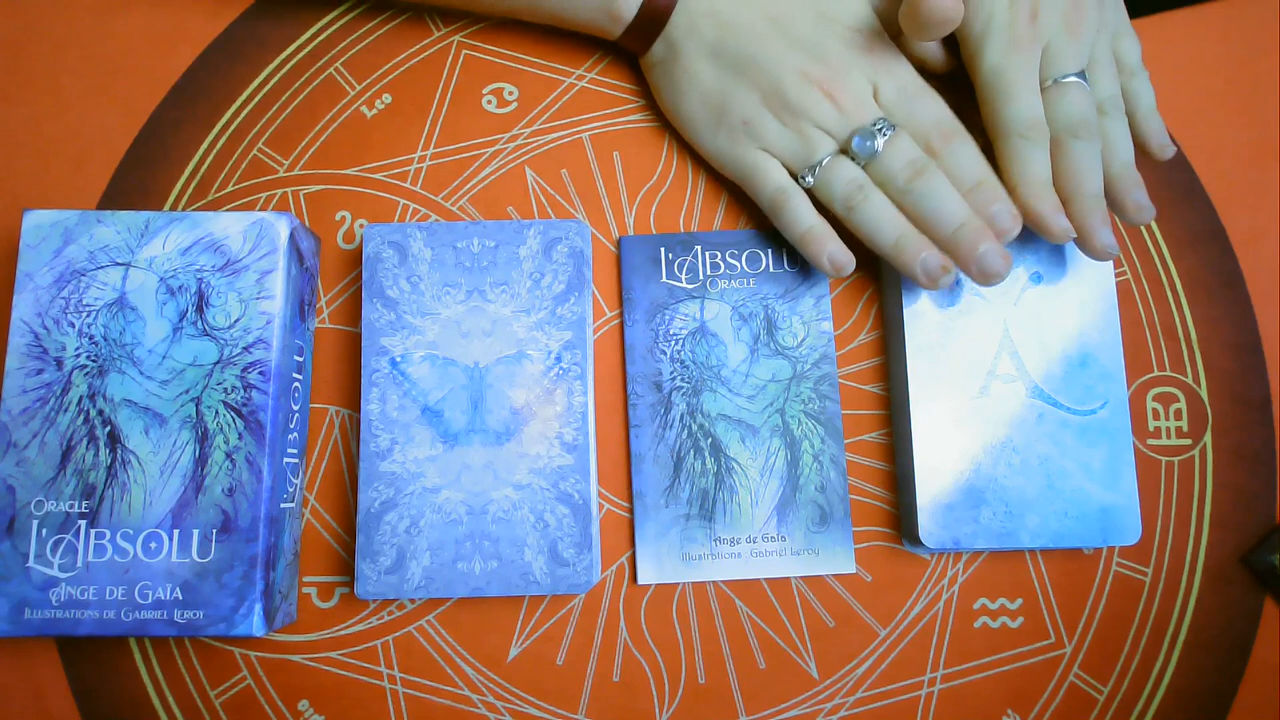 Leo
ORACLE
L'ABSOLU
ANGE DE GAÏA
ILLUSTRATIONS DE GABRIEL LEROY
L'ABSOLU
L'ABSOLU
ORACLE
Ange de Gaïa
Illustrations : Gabriel Leroy
A